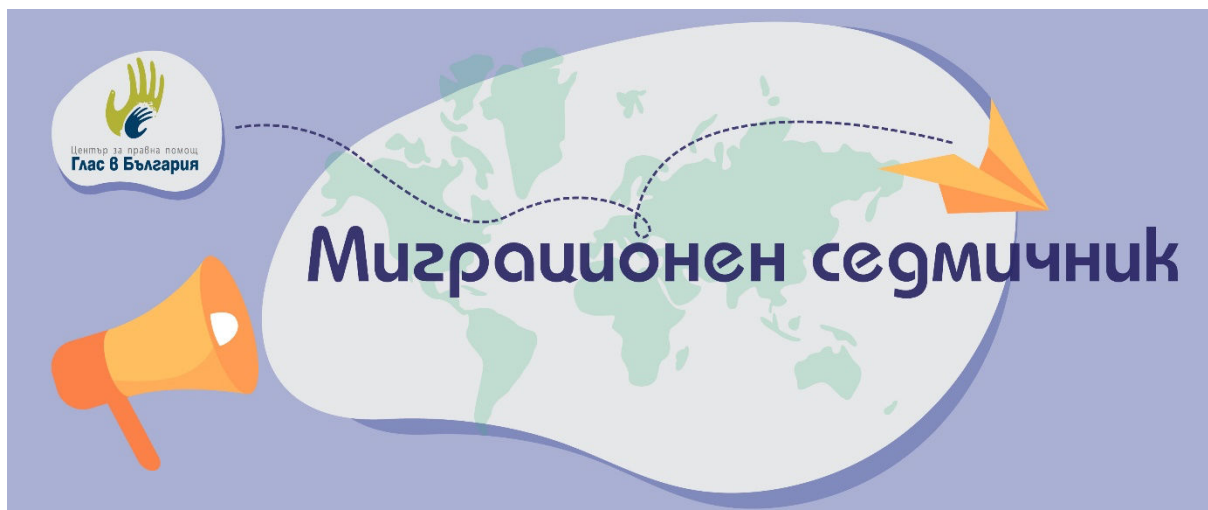 Център за правна помощ
Глас в България
Миграционен седмичник